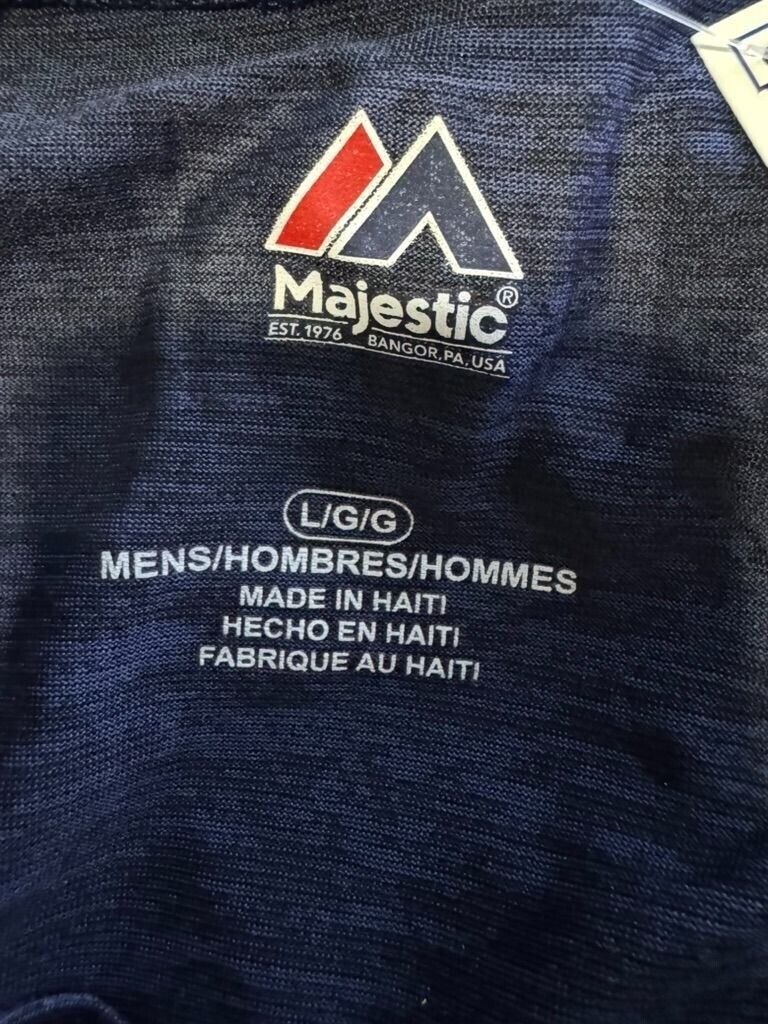 Majestic®
EST. 1976
BANGOR, PA, USA
L/G/G
MENS/HOMBRES/HOMMES
MADE IN HAITI
HECHO EN HAITI
FABRIQUE AU HAITI